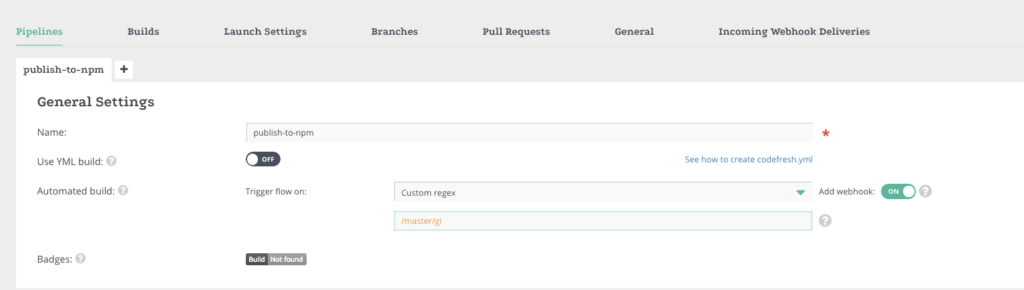 Pipelines Builds Launch Settings Branches Pull Requests General Incoming Webhook Deliveries
publish-to-npm +
General Settings
Name: publish-to-npm *
Use YML build: ? OFF See how to create codefresh.yml
Automated build: ? Trigger flow on: Custom regex Add webhook: ON ?
/master/gi ?
Badges: ? Build Not found